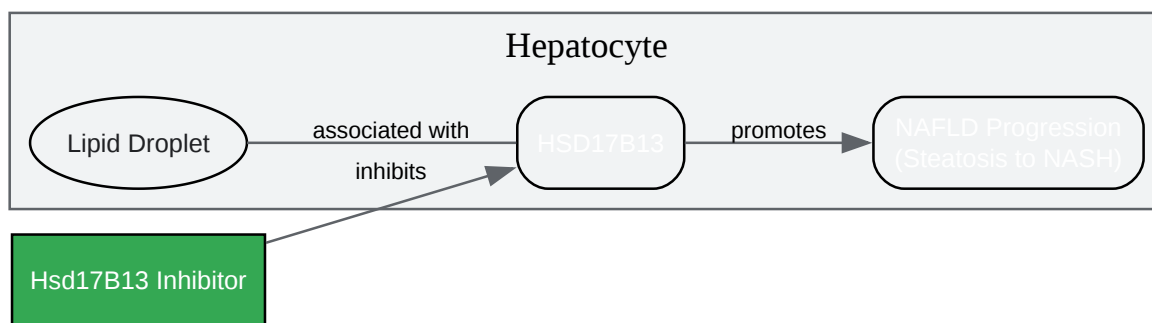 Hepatocyte
Lipid Droplet
associated with
HSD17B13
promotes
NAFLD Progression
(Steatosis to NASH)
inhibits
Hsd17B13 Inhibitor